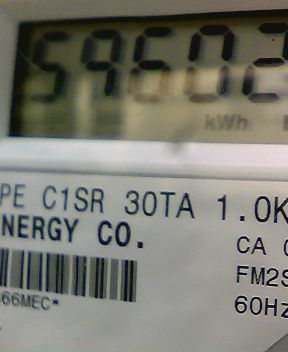 59602
kWh
PE C1SR 30TA 1.0K
NERGY CO.
CA
FM2S
66MEC*
60Hz